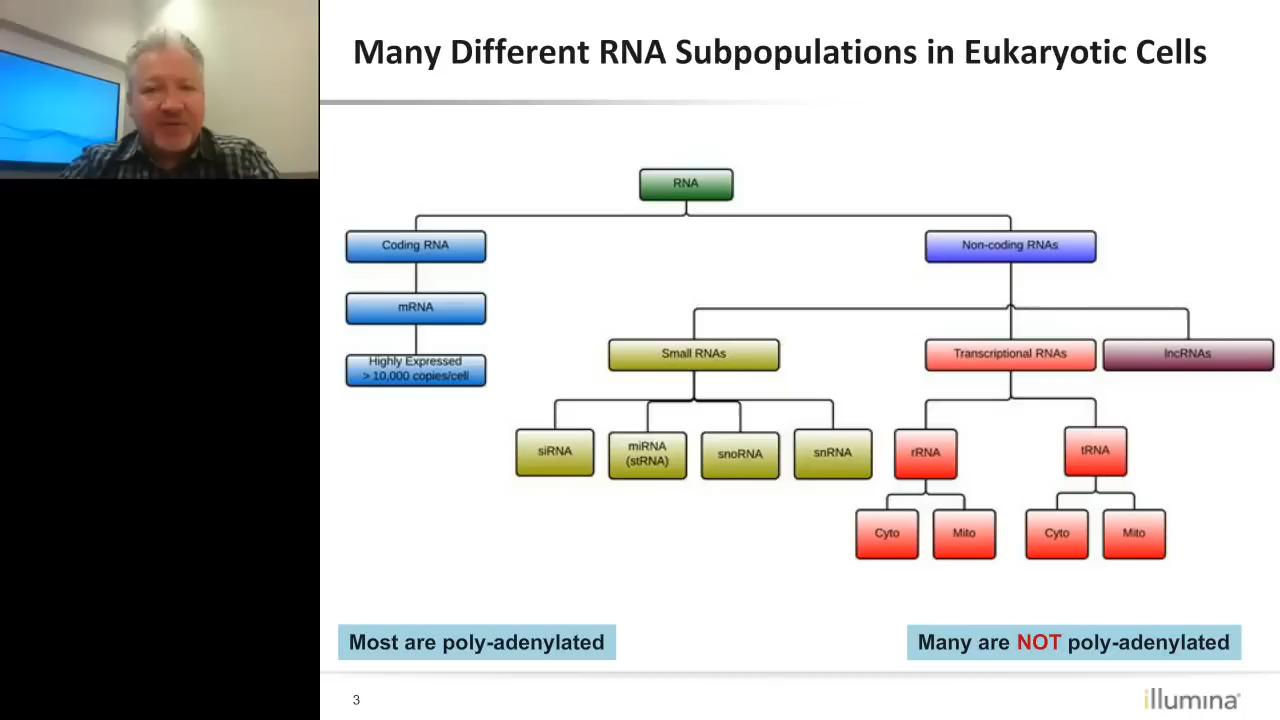 Many Different RNA Subpopulations in Eukaryotic Cells
RNA
Coding RNA
Non-coding RNAs
mRNA
Highly Expressed
> 10,000 copies/cell
Small RNAs
Transcriptional RNAs
lncRNAs
siRNA
miRNA
(stRNA)
snoRNA
snRNA
rRNA
tRNA
Cyto
Mito
Cyto
Mito
Most are poly-adenylated
Many are NOT poly-adenylated
3
illumina®